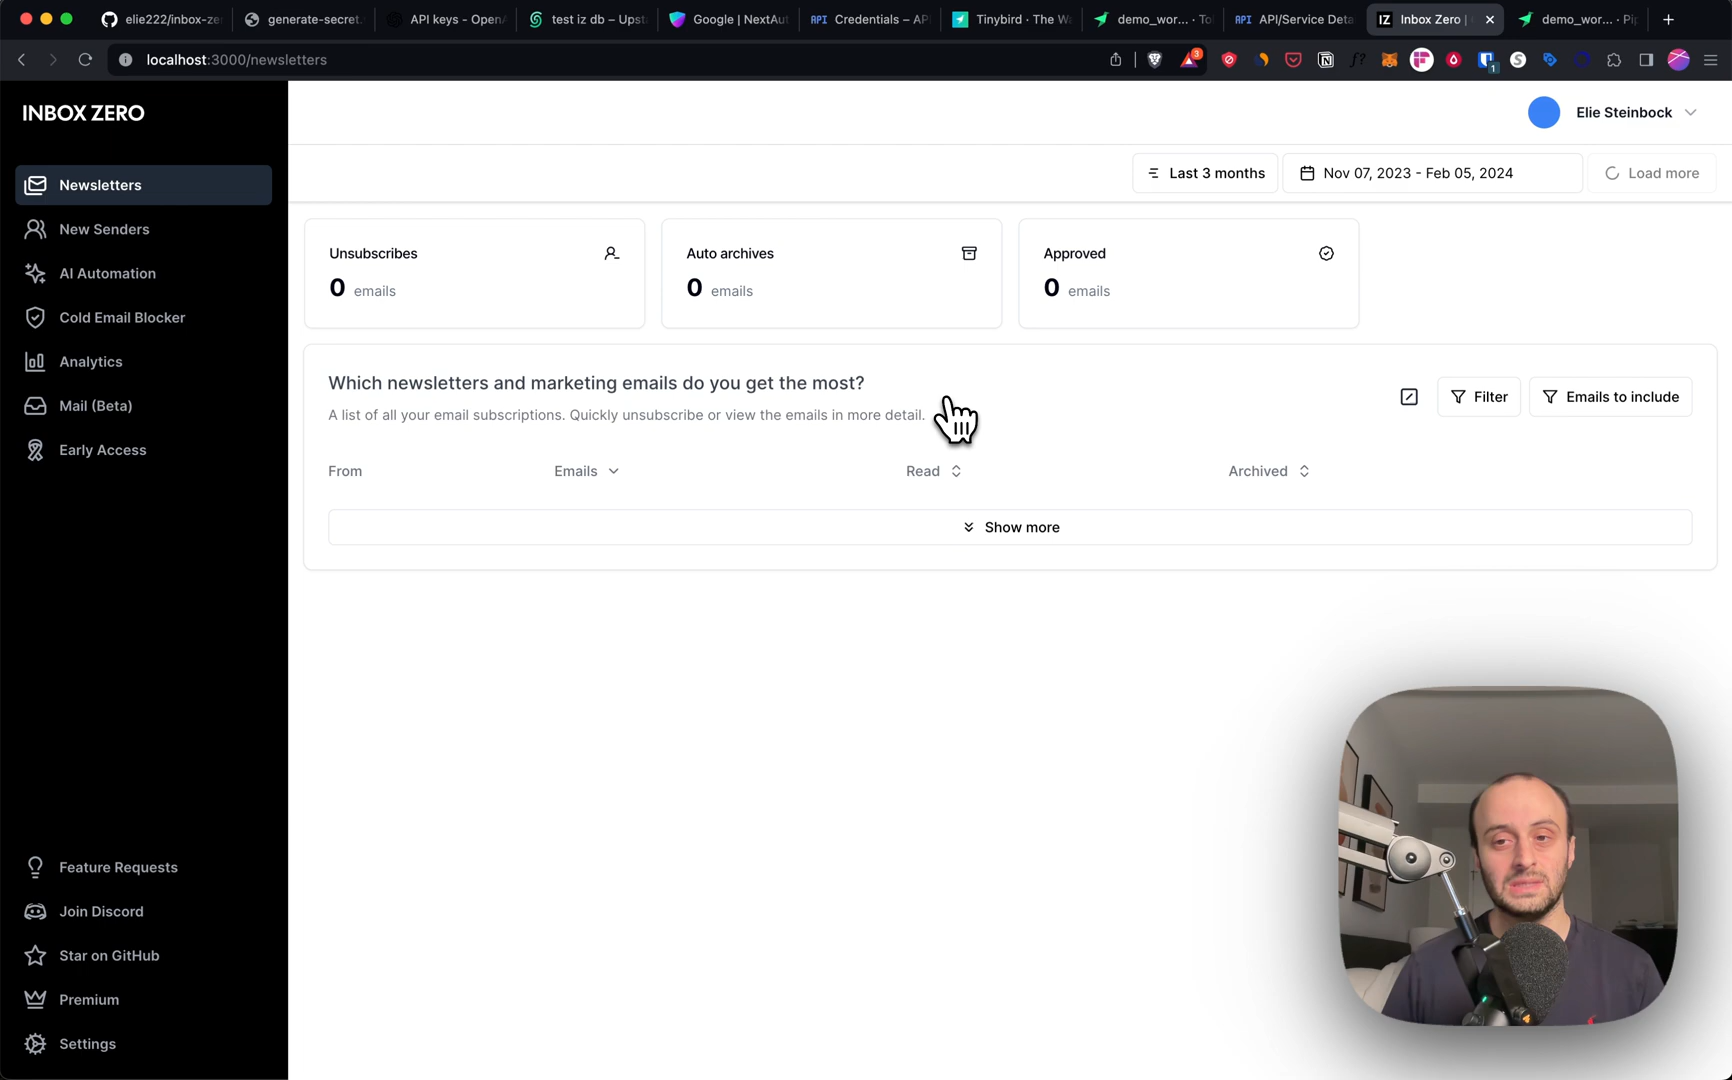 elie222/inbox-ze
generate-secret.
API keys - OpenA
test iz db – Upst
Google | NextAut
API
Credentials – AP
Tinybird · The W
demo_wor... · To
API
API/Service Deta
IZ
Inbox Zero |
demo_wor... · Pi
localhost:3000/newsletters
3
1
INBOX ZERO
Elie Steinbock
Newsletters
New Senders
AI Automation
Cold Email Blocker
Analytics
Mail (Beta)
Early Access
Last 3 months
Nov 07, 2023 - Feb 05, 2024
Load more
Unsubscribes
0 emails
Auto archives
0 emails
Approved
0 emails
Which newsletters and marketing emails do you get the most?
A list of all your email subscriptions. Quickly unsubscribe or view the emails in more detail.
Filter
Emails to include
From
Emails
Read
Archived
Show more
Feature Requests
Join Discord
Star on GitHub
Premium
Settings